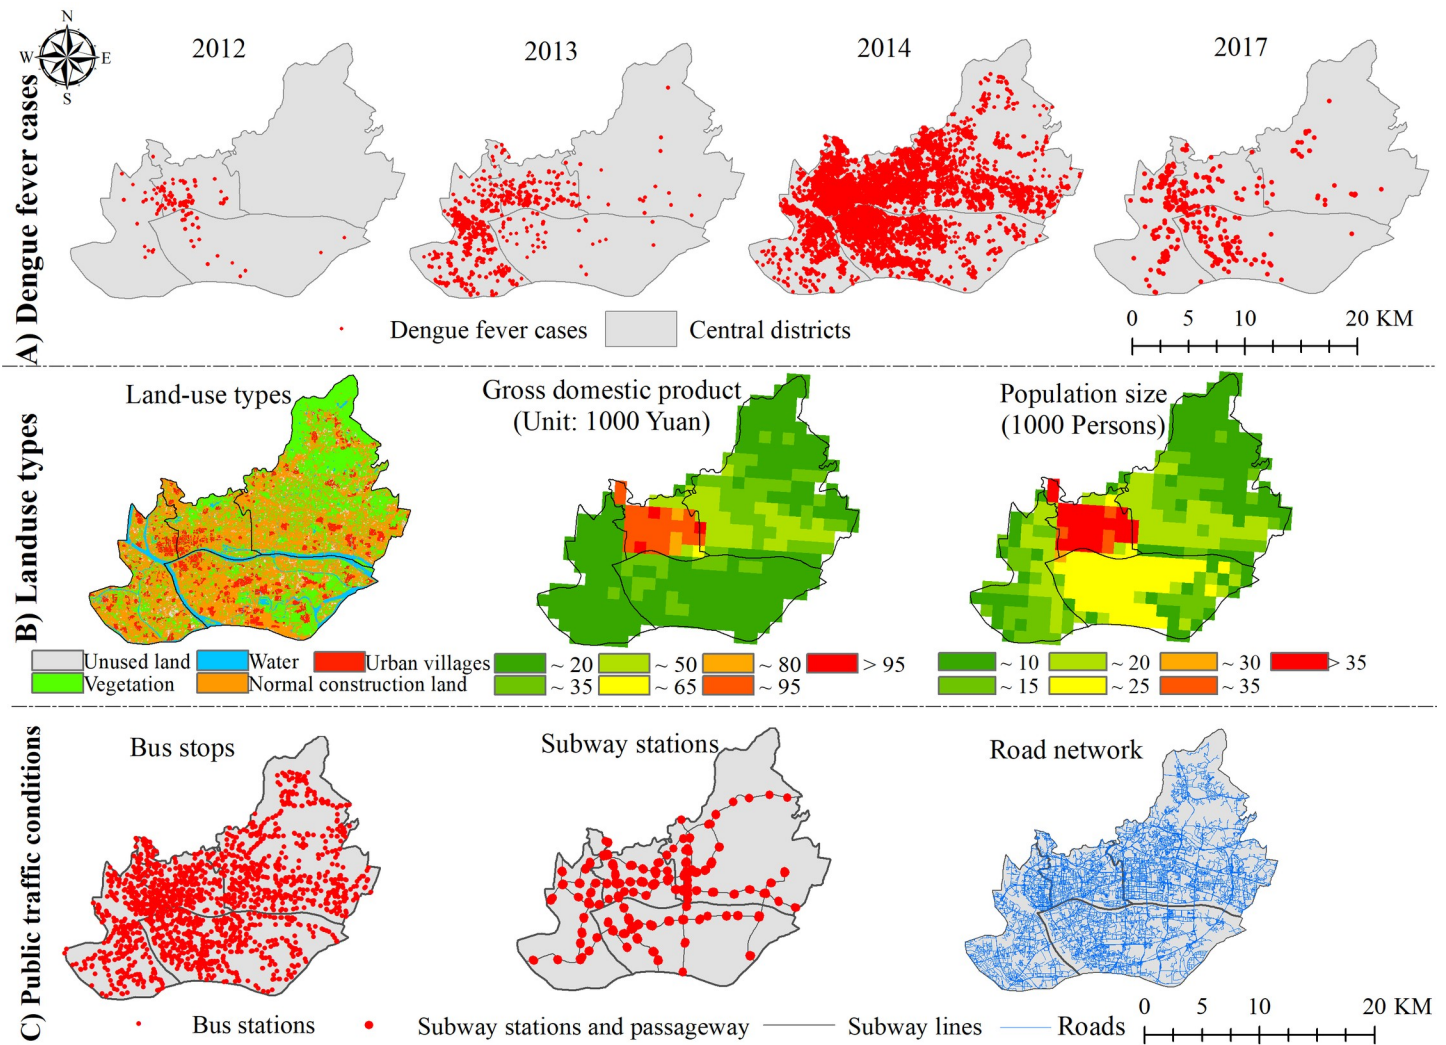 N
W E
S
A) Dengue fever cases
2012
2013
2014
2017
Dengue fever cases
Central districts
0 5 10 20 KM
B) Landuse types
Land-use types
Gross domestic product
(Unit: 1000 Yuan)
Population size
(1000 Persons)
Unused land
Water
Urban villages
Vegetation
Normal construction land
~ 20
~ 50
~ 80
> 95
~ 35
~ 65
~ 95
~ 10
~ 20
~ 30
> 35
~ 15
~ 25
~ 35
C) Public traffic conditions
Bus stops
Subway stations
Road network
Bus stations
Subway stations and passageway
Subway lines
Roads
0 5 10 20 KM